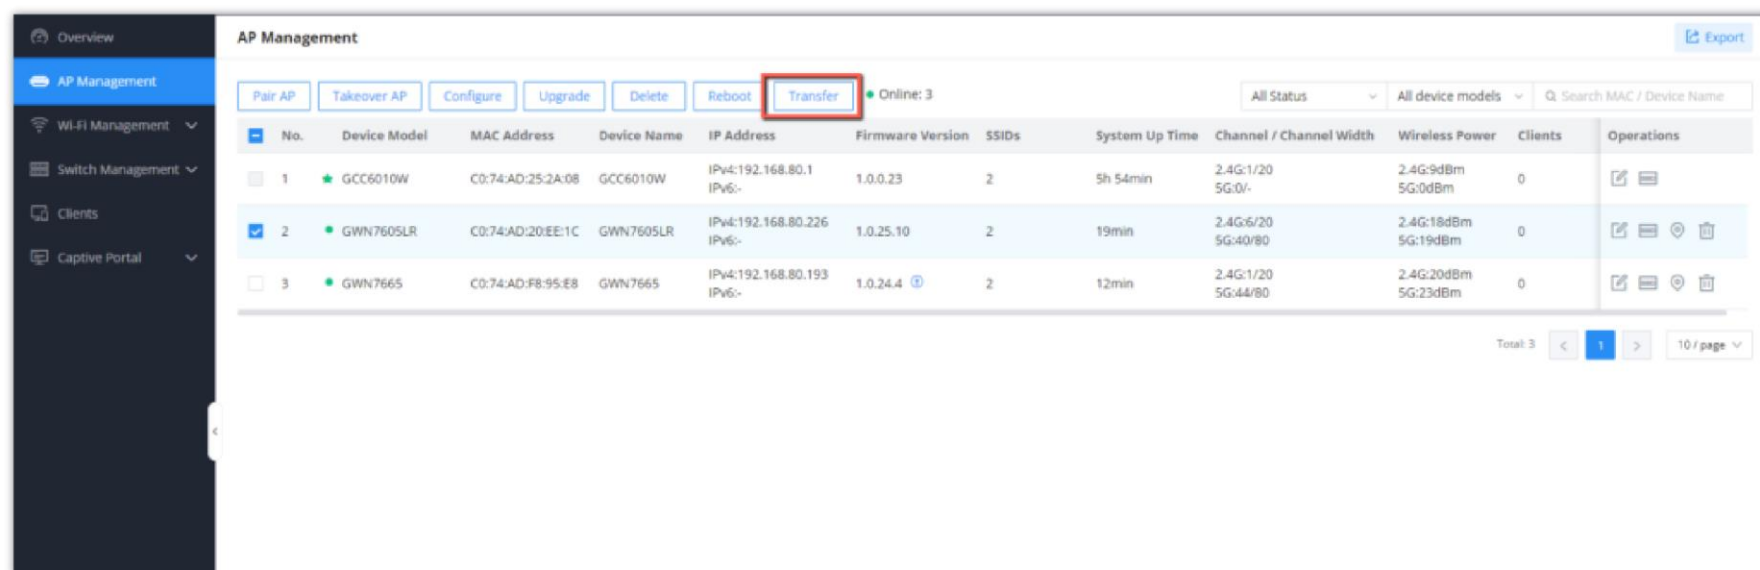 Overview
AP Management
Wi-Fi Management
Switch Management
Clients
Captive Portal
AP Management
Export
Pair AP Takeover AP Configure Upgrade Delete Reboot Transfer Online: 3 All Status All device models Search MAC / Device Name
No. Device Model MAC Address Device Name IP Address Firmware Version SSIDs System Up Time Channel / Channel Width Wireless Power Clients Operations
1 GCC6010W C0:74:AD:25:2A:08 GCC6010W IPv4:192.168.80.1 1.0.0.23 2 5h 54min 2.4G:1/20 2.4G:9dBm 0
IPv6:- 5G:0/- 5G:0dBm
2 GWN7605LR C0:74:AD:20:EE:1C GWN7605LR IPv4:192.168.80.226 1.0.25.10 2 19min 2.4G:6/20 2.4G:18dBm 0
IPv6:- 5G:40/80 5G:19dBm
3 GWN7665 C0:74:AD:F8:95:E8 GWN7665 IPv4:192.168.80.193 1.0.24.4 2 12min 2.4G:1/20 2.4G:20dBm 0
IPv6:- 5G:44/80 5G:23dBm
Total: 3 < 1 > 10 / page